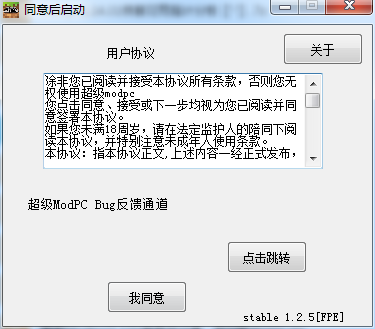 同意后启动
用户协议
关于
除非您已阅读并接受本协议所有条款，否则您无
权使用超级modpc
您点击同意、接受或下一步均视为您已阅读并同
意签署本协议。
如果您未满18周岁，请在法定监护人的陪同下阅
读本协议，并特别注意未成年人使用条款。
本协议：指本协议正文,上述内容一经正式发布，
超级ModPC Bug反馈通道
点击跳转
我同意
stable 1.2.5[FPE]